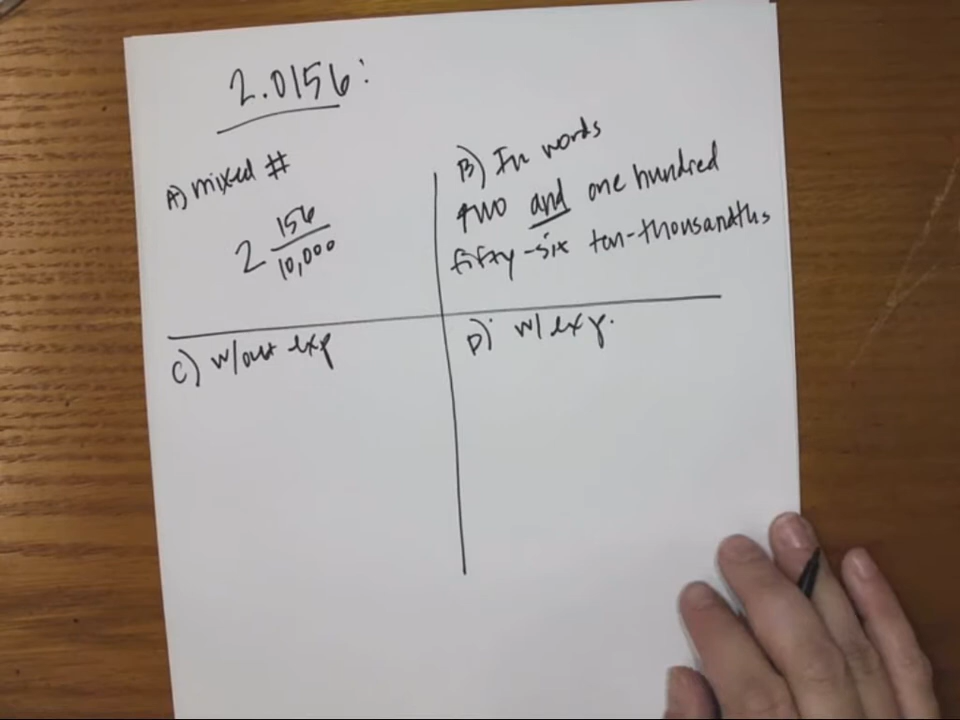 2.0156:
A) mixed #
2 156/10,000
B) In words
two and one hundred
fifty-six ten-thousandths
C) w/out exp
D) w/ exp.